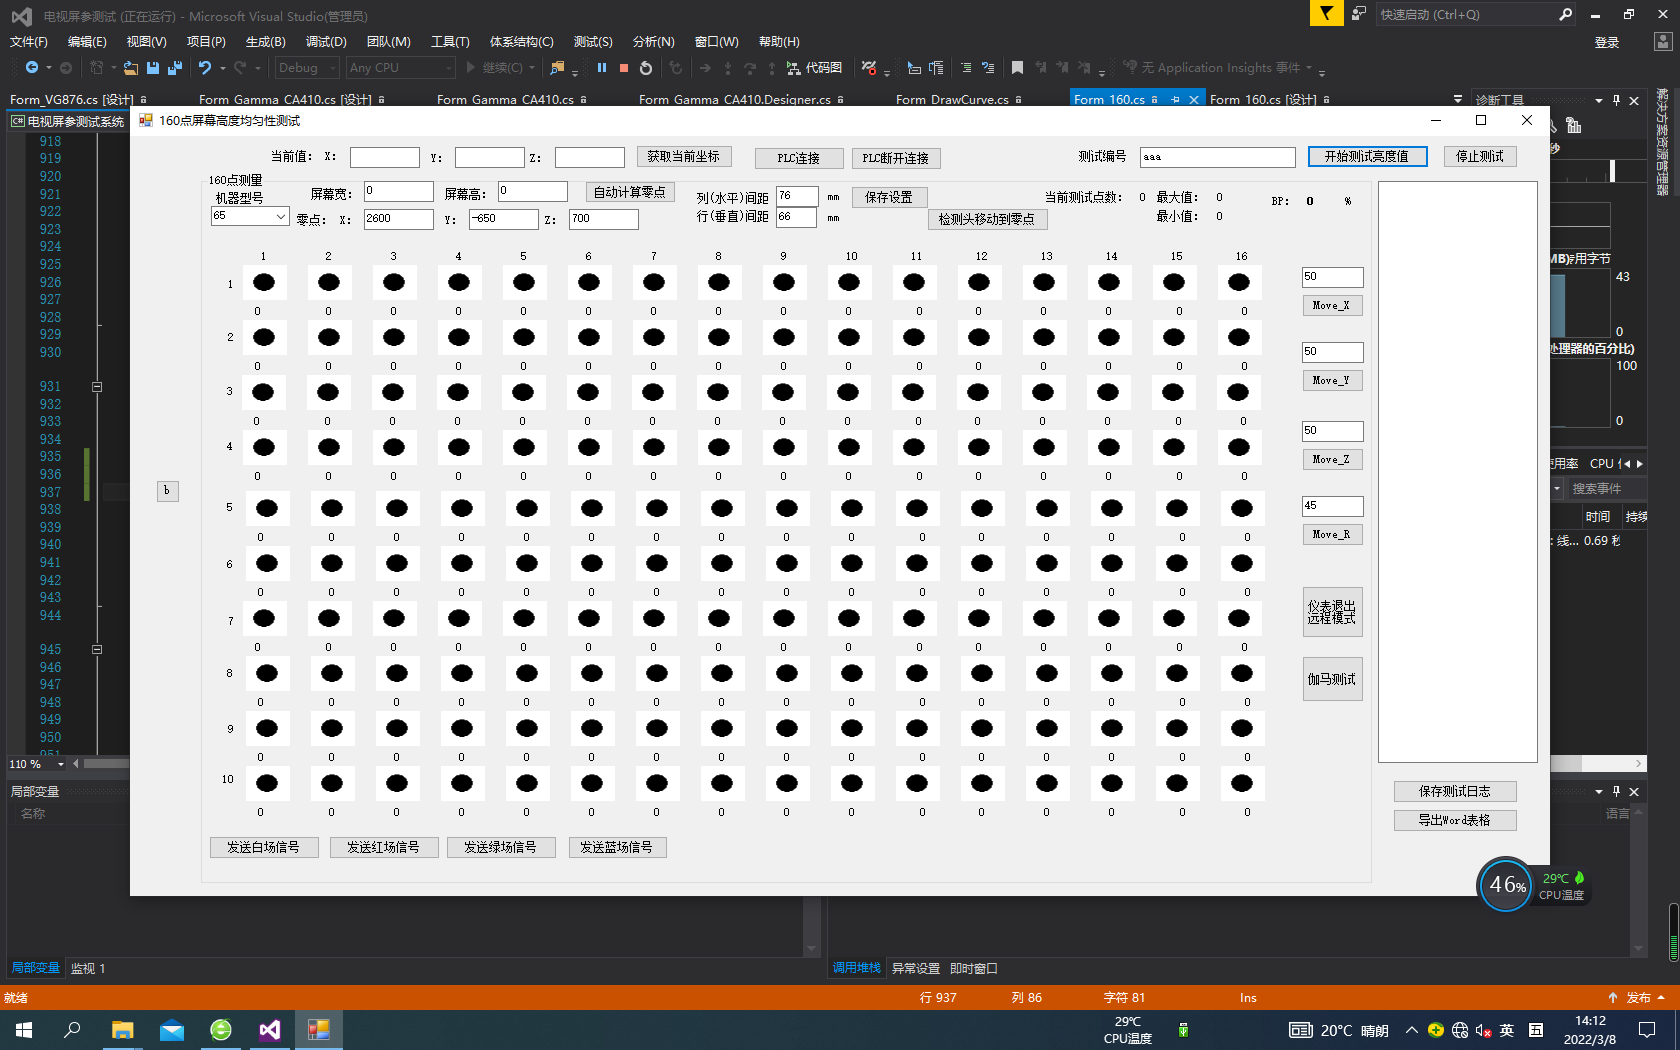 电视屏参测试 (正在运行) - Microsoft Visual Studio(管理员)
快速启动 (Ctrl+Q)
文件(F) 编辑(E) 视图(V) 项目(P) 生成(B) 调试(D) 团队(M) 工具(T) 体系结构(C) 测试(S) 分析(N) 窗口(W) 帮助(H)
登录
Debug Any CPU 继续(C) 代码图 无 Application Insights 事件
Form_VG876.cs [设计] Form_Gamma_CA410.cs [设计] Form_Gamma_CA410.cs Form_Gamma_CA410.Designer.cs Form_DrawCurve.cs Form_160.cs Form_160.cs [设计] 诊断工具
解决方案资源管理器
C# 电视屏参测试系统
160点屏幕高度均匀性测试
当前值: X: Y: Z: 获取当前坐标 PLC连接 PLC断开连接 测试编号 aaa 开始测试亮度值 停止测试
160点测量
机器型号 屏幕宽: 0 屏幕高: 0 自动计算零点 列(水平)间距 76 mm 保存设置 当前测试点数: 0 最大值: 0 BP: 0 %
65 零点: X: 2600 Y: -650 Z: 700 行(垂直)间距 66 mm 检测头移动到零点 最小值: 0
1 2 3 4 5 6 7 8 9 10 11 12 13 14 15 16
1
0 0 0 0 0 0 0 0 0 0 0 0 0 0 0 0
2
0 0 0 0 0 0 0 0 0 0 0 0 0 0 0 0
3
0 0 0 0 0 0 0 0 0 0 0 0 0 0 0 0
4
0 0 0 0 0 0 0 0 0 0 0 0 0 0 0 0
5
0 0 0 0 0 0 0 0 0 0 0 0 0 0 0 0
6
0 0 0 0 0 0 0 0 0 0 0 0 0 0 0 0
7
0 0 0 0 0 0 0 0 0 0 0 0 0 0 0 0
8
0 0 0 0 0 0 0 0 0 0 0 0 0 0 0 0
9
0 0 0 0 0 0 0 0 0 0 0 0 0 0 0 0
10
0 0 0 0 0 0 0 0 0 0 0 0 0 0 0 0
50
Move_X
50
Move_Y
50
Move_Z
45
Move_R
仪表退出
远程模式
伽马测试
b
发送白场信号 发送红场信号 发送绿场信号 发送蓝场信号
保存测试日志
导出Word表格
918
919
920
921
922
923
924
925
926
927
928
929
930
931
932
933
934
935
936
937
938
939
940
941
942
943
944
945
946
947
948
949
950
951
110 %
秒
MB)
用字节
43
0
处理器的百分比)
100
0
使用率 CPU
搜索事件
时间 持续
线... 0.69 秒
局部变量
名称
语言
46%
29℃
CPU温度
局部变量 监视 1
调用堆栈 异常设置 即时窗口
就绪 行 937 列 86 字符 81 Ins 发布
29℃
CPU温度
20°C 晴朗 英 五
14:12
2022/3/8